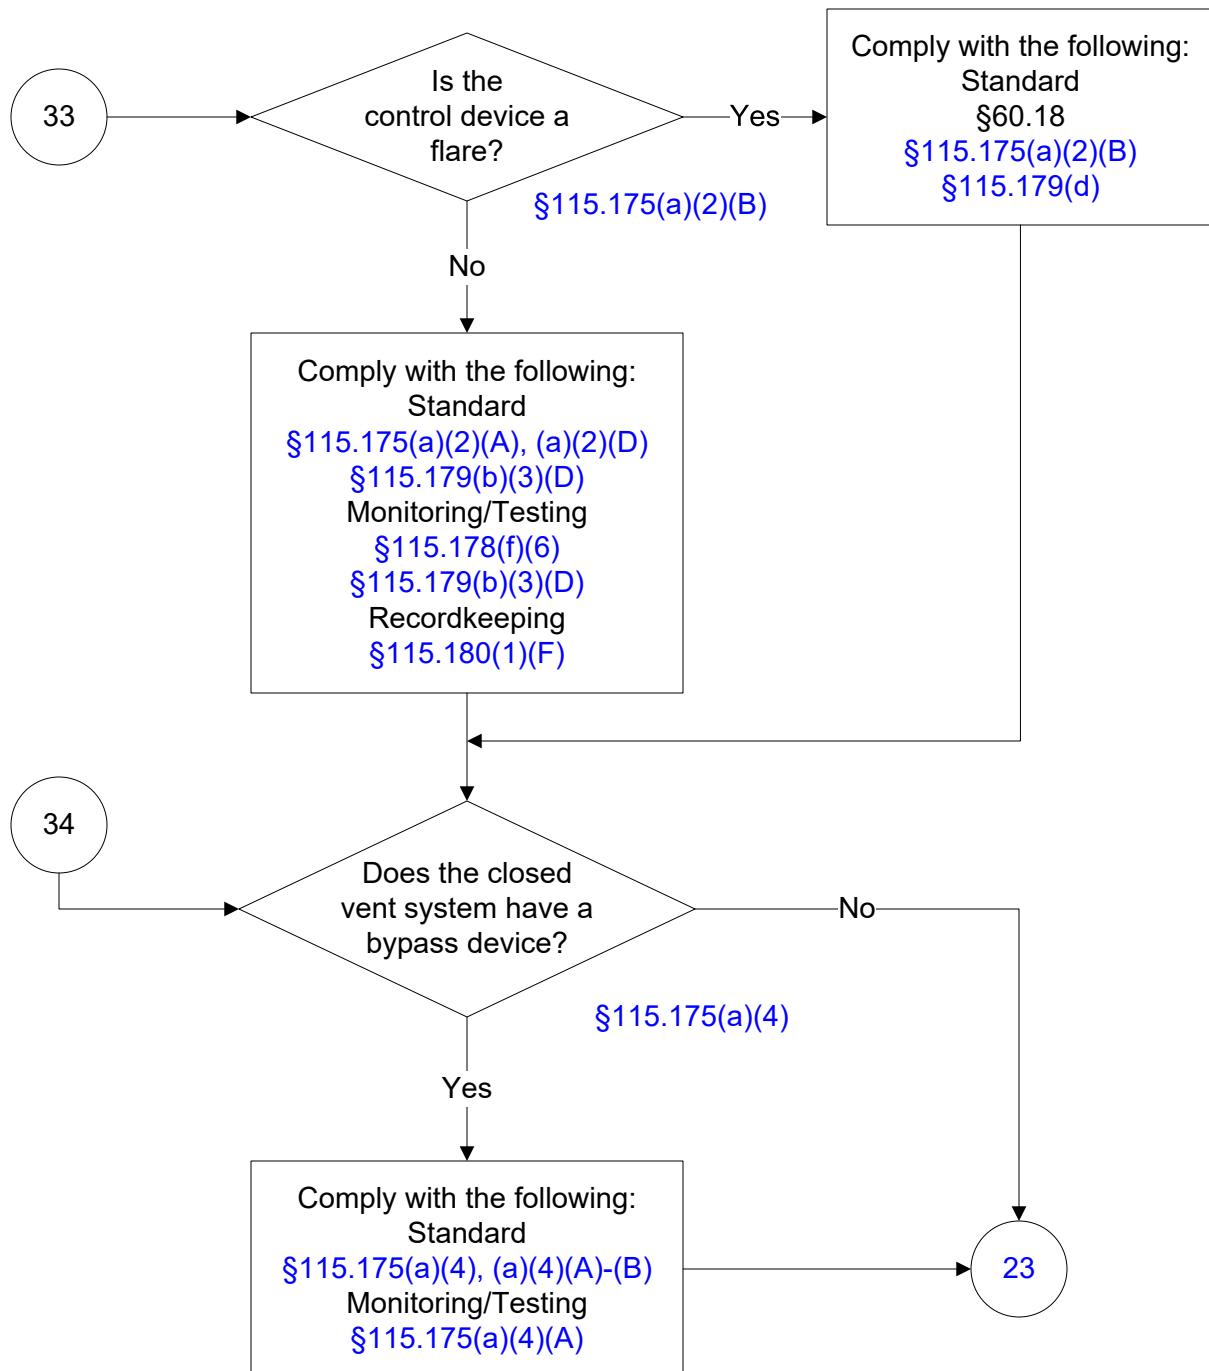 33
Is the
control device a
flare?
Yes
Comply with the following:
Standard
§60.18
§115.175(a)(2)(B)
§115.179(d)
§115.175(a)(2)(B)
No
Comply with the following:
Standard
§115.175(a)(2)(A), (a)(2)(D)
§115.179(b)(3)(D)
Monitoring/Testing
§115.178(f)(6)
§115.179(b)(3)(D)
Recordkeeping
§115.180(1)(F)
34
Does the closed
vent system have a
bypass device?
No
§115.175(a)(4)
Yes
Comply with the following:
Standard
§115.175(a)(4), (a)(4)(A)-(B)
Monitoring/Testing
§115.175(a)(4)(A)
23